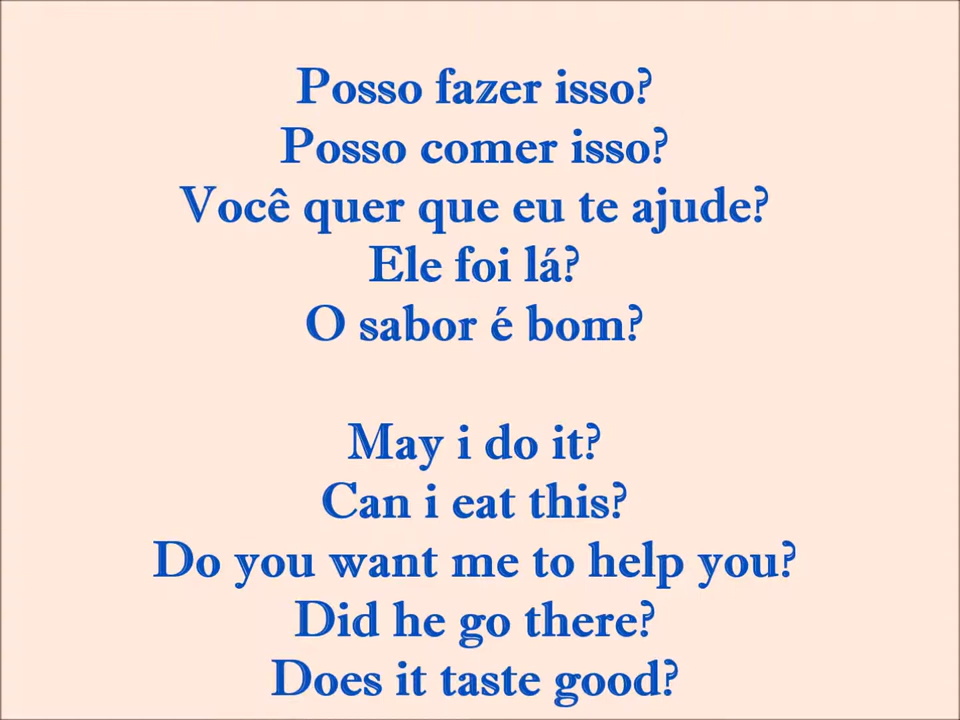 Posso fazer isso?
Posso comer isso?
Você quer que eu te ajude?
Ele foi lá?
O sabor é bom?
May i do it?
Can i eat this?
Do you want me to help you?
Did he go there?
Does it taste good?